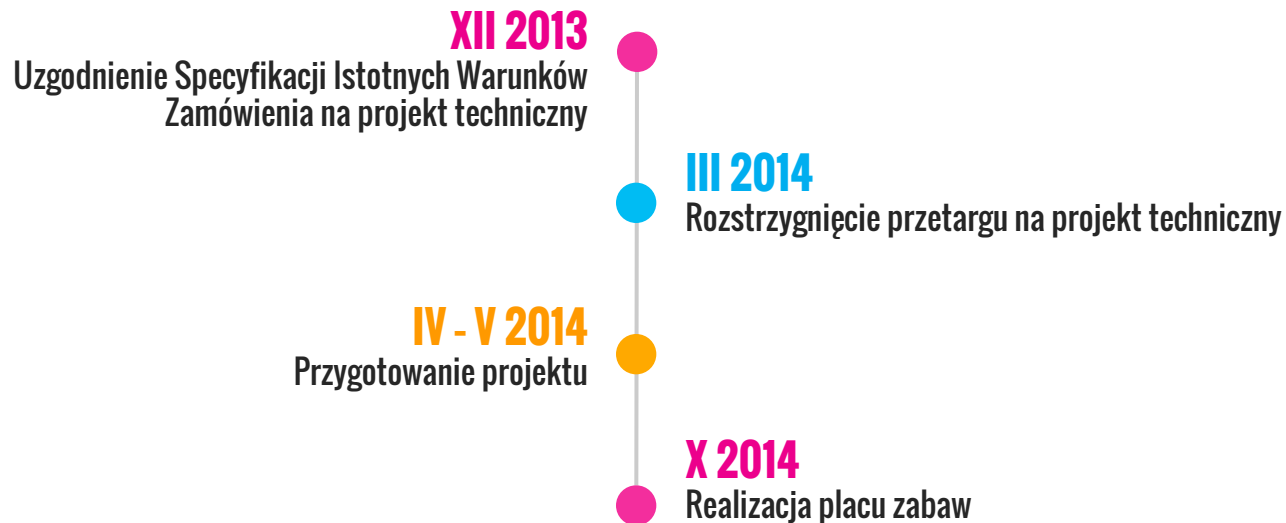 XII 2013
Uzgodnienie Specyfikacji Istotnych Warunków
Zamówienia na projekt techniczny
III 2014
Rozstrzygnięcie przetargu na projekt techniczny
IV - V 2014
Przygotowanie projektu
X 2014
Realizacja placu zabaw